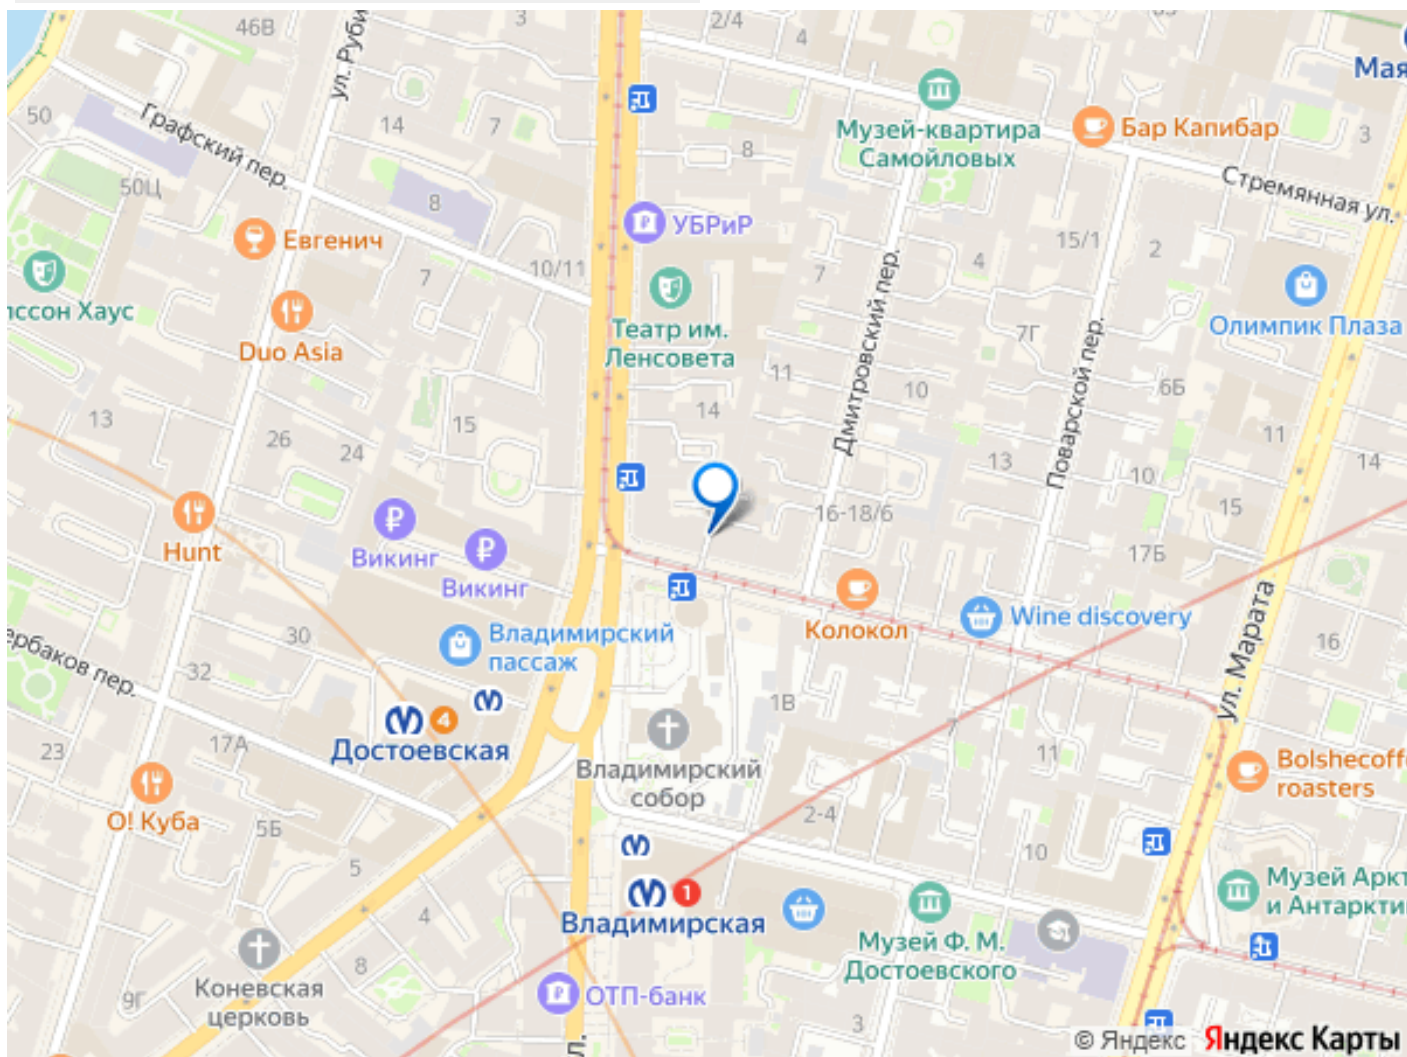 46В
ул. Руби
3
2/4
4
65
Мая
50
Графский пер.
14
7
8
Музей-квартира
Самойловых
Бар Капибар
3
50Ц
8
Стремянная ул.
УБРиР
Евгенич
7
10/11
15/1
2
4
7
лссон Хаус
Театр им.
Ленсовета
Дмитровский пер.
7Г
Олимпик Плаза
Duo Asia
11
10
6Б
Поварской пер.
13
15
14
26
24
11
13
10
14
Hunt
Викинг
Викинг
16-18/6
15
17Б
Колокол
Wine discovery
ербаков пер.
30
Владимирский
пассаж
32
16
ул. Марата
4
Достоевская
1В
7
11
23
17А
Владимирский
собор
Bolshecoffe
roasters
О! Куба
5Б
5
2-4
10
1
Владимирская
4
Музей Аркт
и Антаркти
Музей Ф. М.
Достоевского
Коневская
церковь
8
9Г
ОТП-банк
3
л.
© Яндекс Яндекс Карты